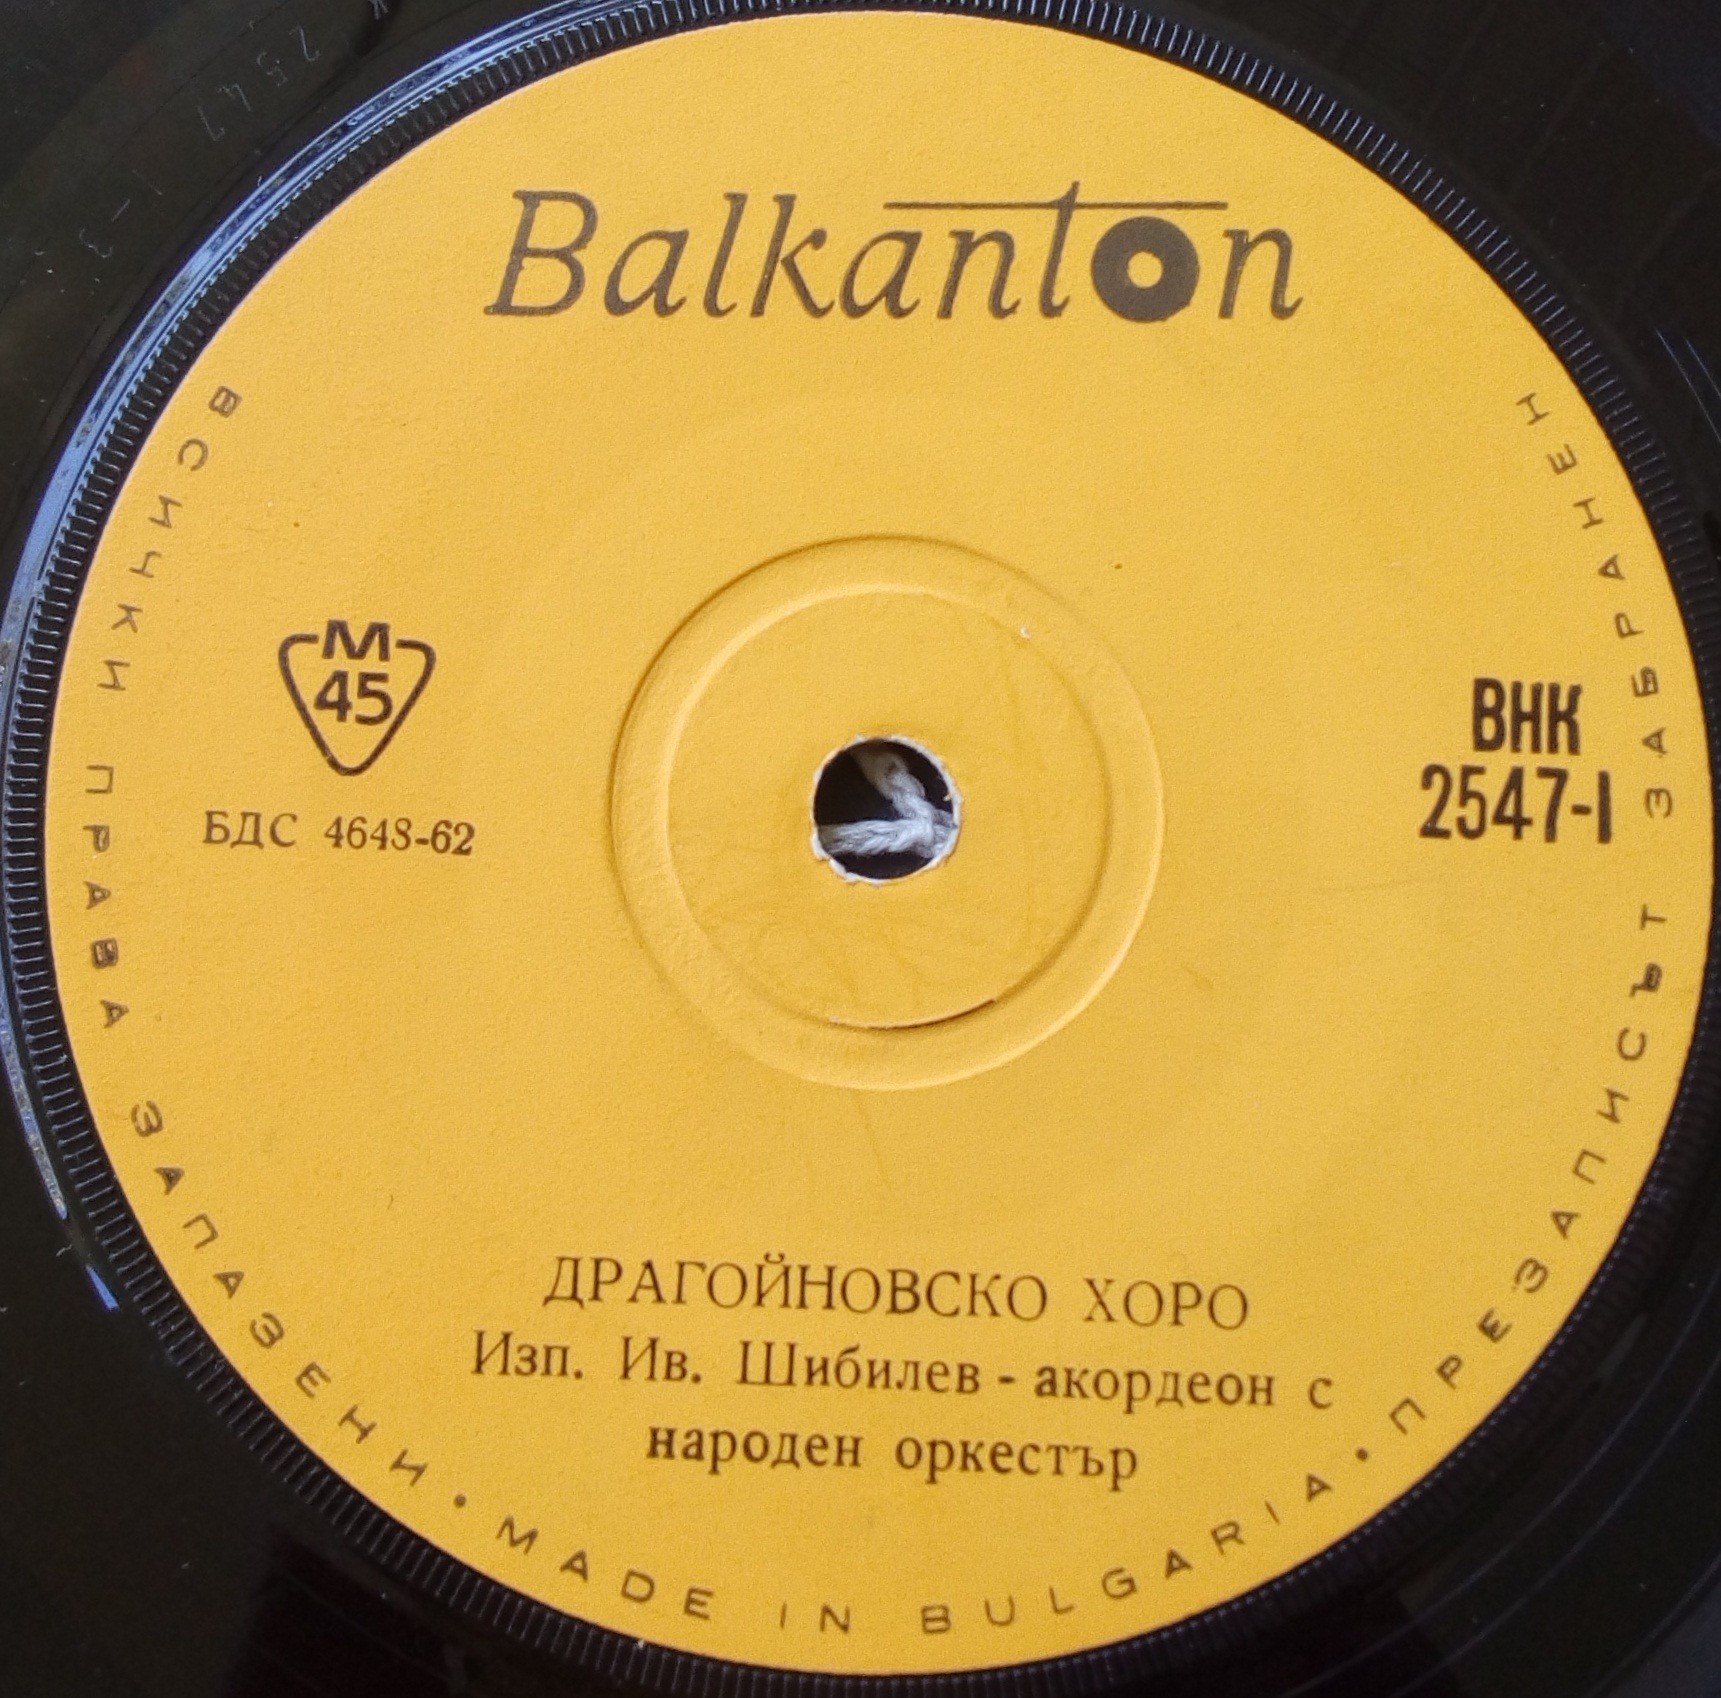 Balkanton
М
45
БДС 4648-62
ВНК
2547-1
ДРАГОЙНОВСКО ХОРО
Изп. Ив. Шибилев - акордеон с
народен оркестър
ВСИЧКИ ПРАВА ЗАПАЗЕНИ • MADE IN BULGARIA • ПРЕЗАПИСЪТ ЗАБРАНЕН